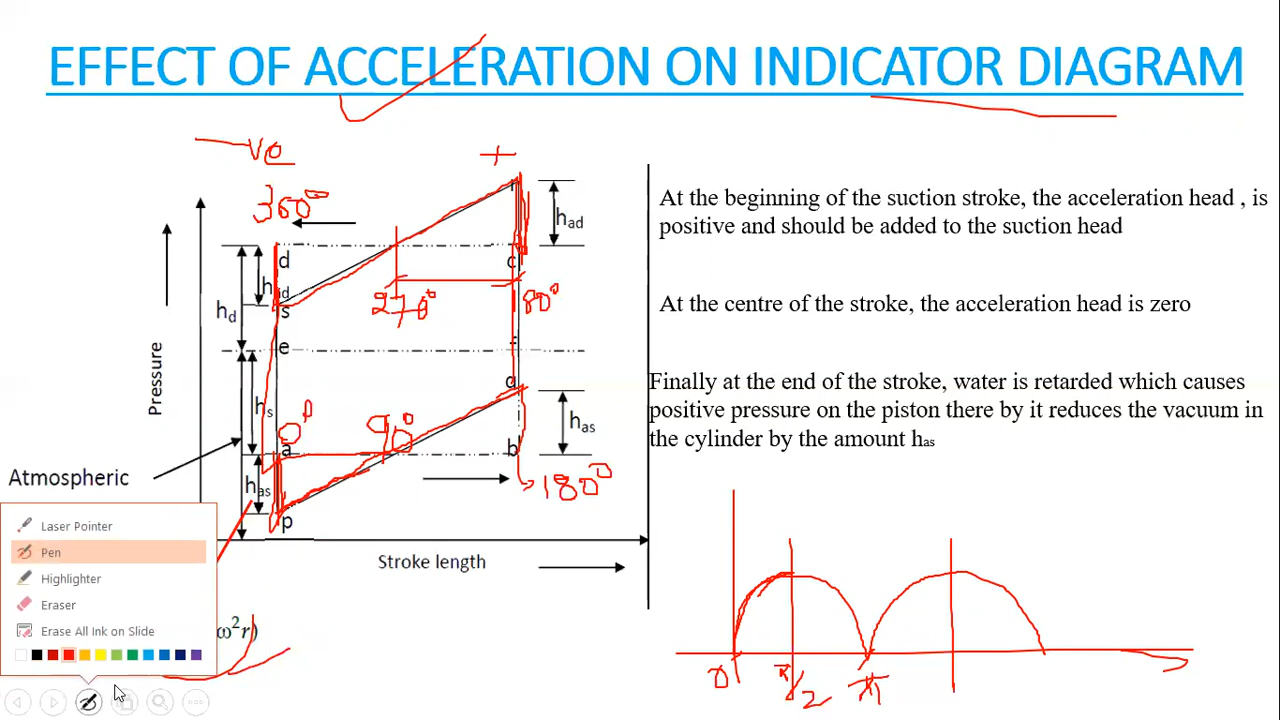 EFFECT OF ACCELERATION ON INDICATOR DIAGRAM
-ve
+
360°
had
d
c
hd
s
270°
180°
e
hd
Pressure
hs
a
0°
90°
b
has
has
180°
p
Atmospheric
Stroke length
At the beginning of the suction stroke, the acceleration head , is
positive and should be added to the suction head
At the centre of the stroke, the acceleration head is zero
Finally at the end of the stroke, water is retarded which causes
positive pressure on the piston there by it reduces the vacuum in
the cylinder by the amount has
ω²r)
0
π/2
π
Laser Pointer
Pen
Highlighter
Eraser
Erase All Ink on Slide